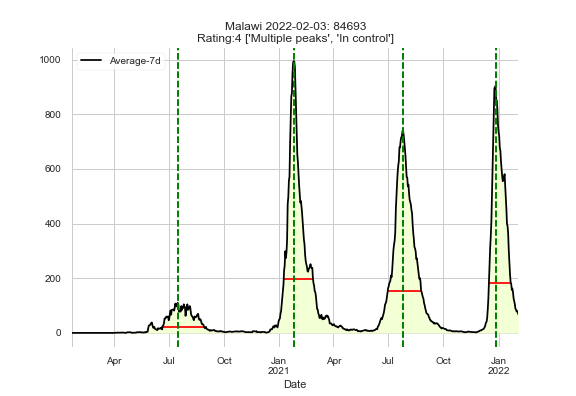 Malawi 2022-02-03: 84693
Rating:4 ['Multiple peaks', 'In control']
Average-7d
1000
800
600
400
200
0
Apr Jul Oct Jan Apr Jul Oct Jan
2021 2022
Date